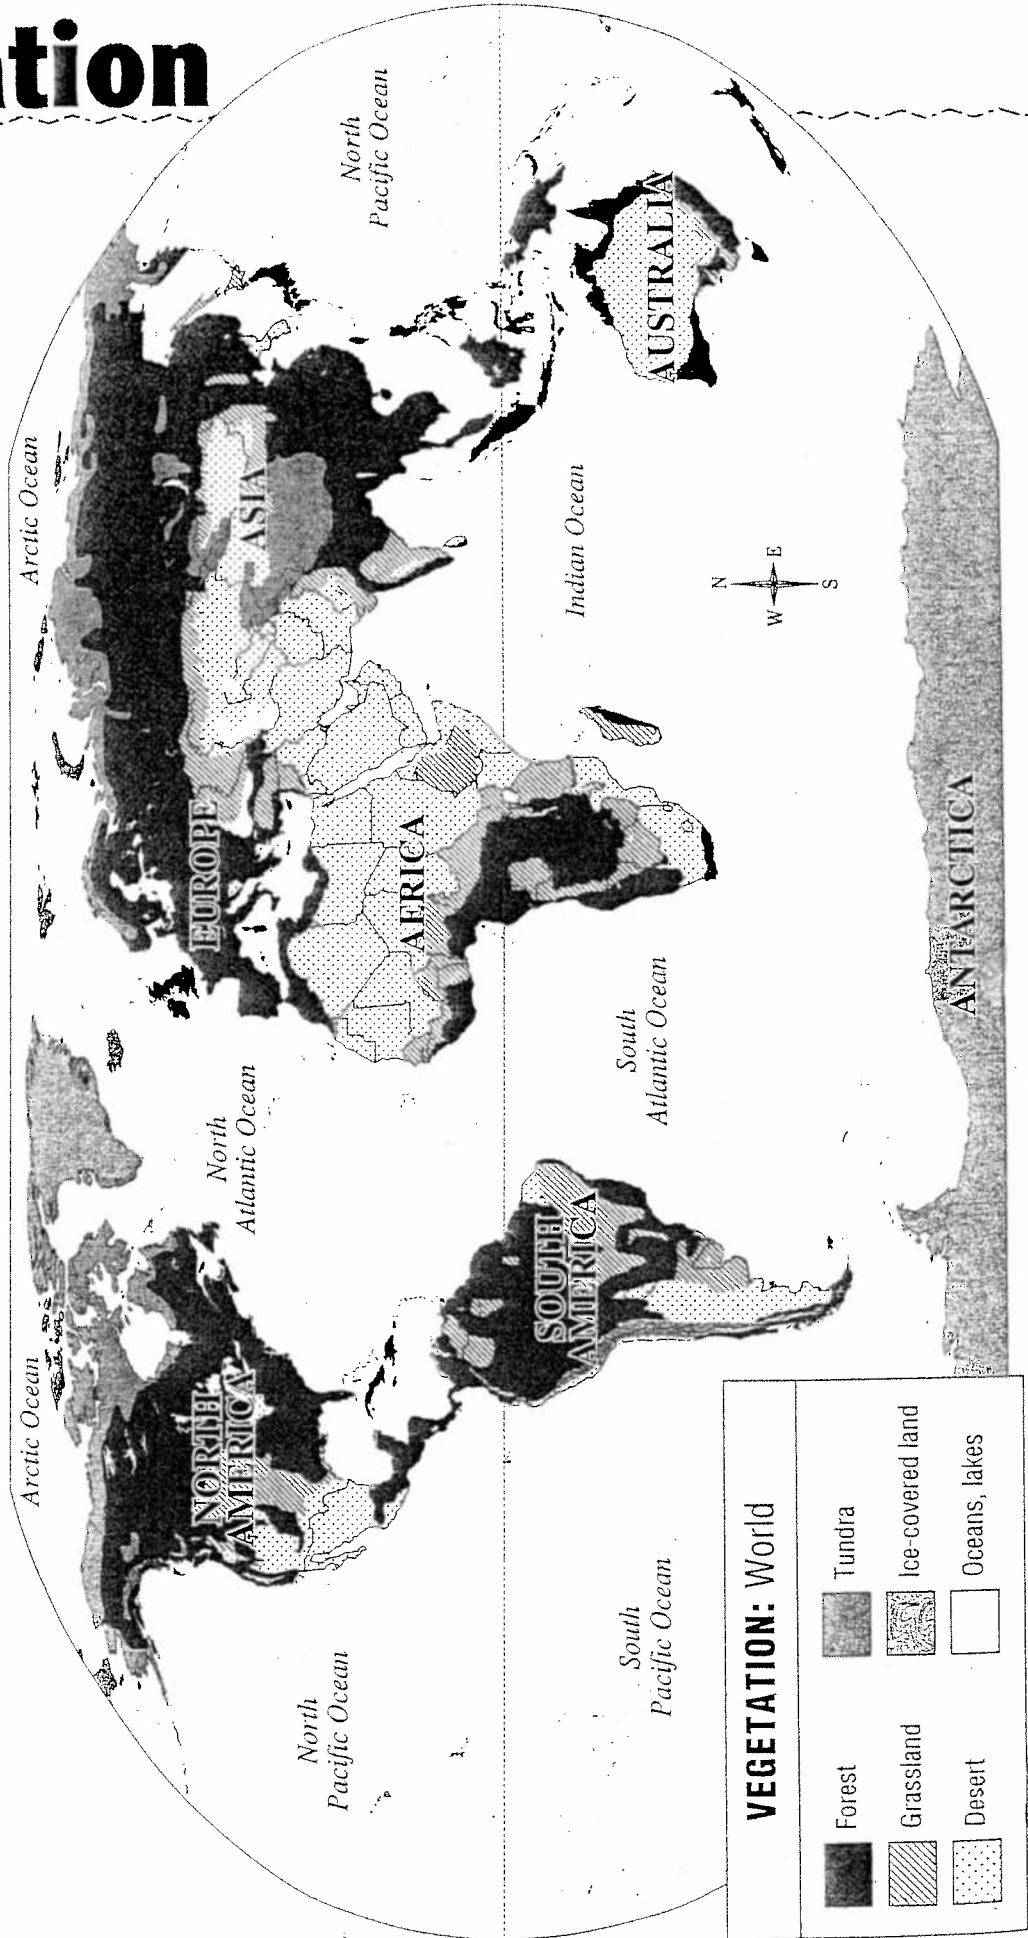 ation
Arctic Ocean
Arctic Ocean
NORTH
AMERICA
EUROPE
ASIA
North
Pacific Ocean
North
Atlantic Ocean
North
Pacific Ocean
AFRICA
SOUTH
AMERICA
South
Pacific Ocean
South
Atlantic Ocean
Indian Ocean
AUSTRALIA
N
W
E
S
ANTARCTICA
VEGETATION: World
Forest
Tundra
Grassland
Ice-covered land
Desert
Oceans, lakes